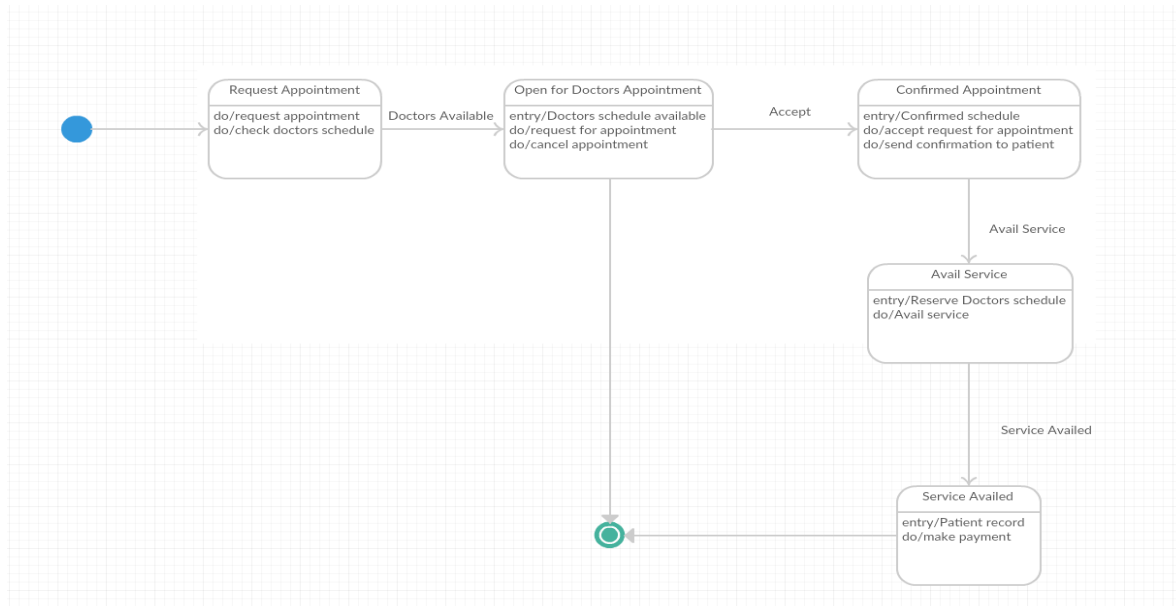 Request Appointment
do/request appointment
do/check doctors schedule
Doctors Available
Open for Doctors Appointment
entry/Doctors schedule available
do/request for appointment
do/cancel appointment
Accept
Confirmed Appointment
entry/Confirmed schedule
do/accept request for appointment
do/send confirmation to patient
Avail Service
Avail Service
entry/Reserve Doctors schedule
do/Avail service
Service Availed
Service Availed
entry/Patient record
do/make payment